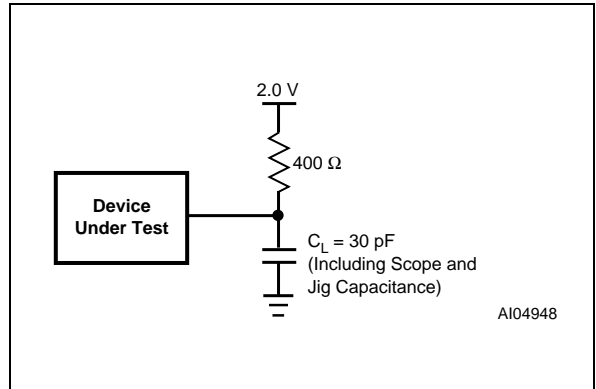 2.0 V
400 Ω
Device
Under Test
C_L = 30 pF
(Including Scope and
Jig Capacitance)
AI04948